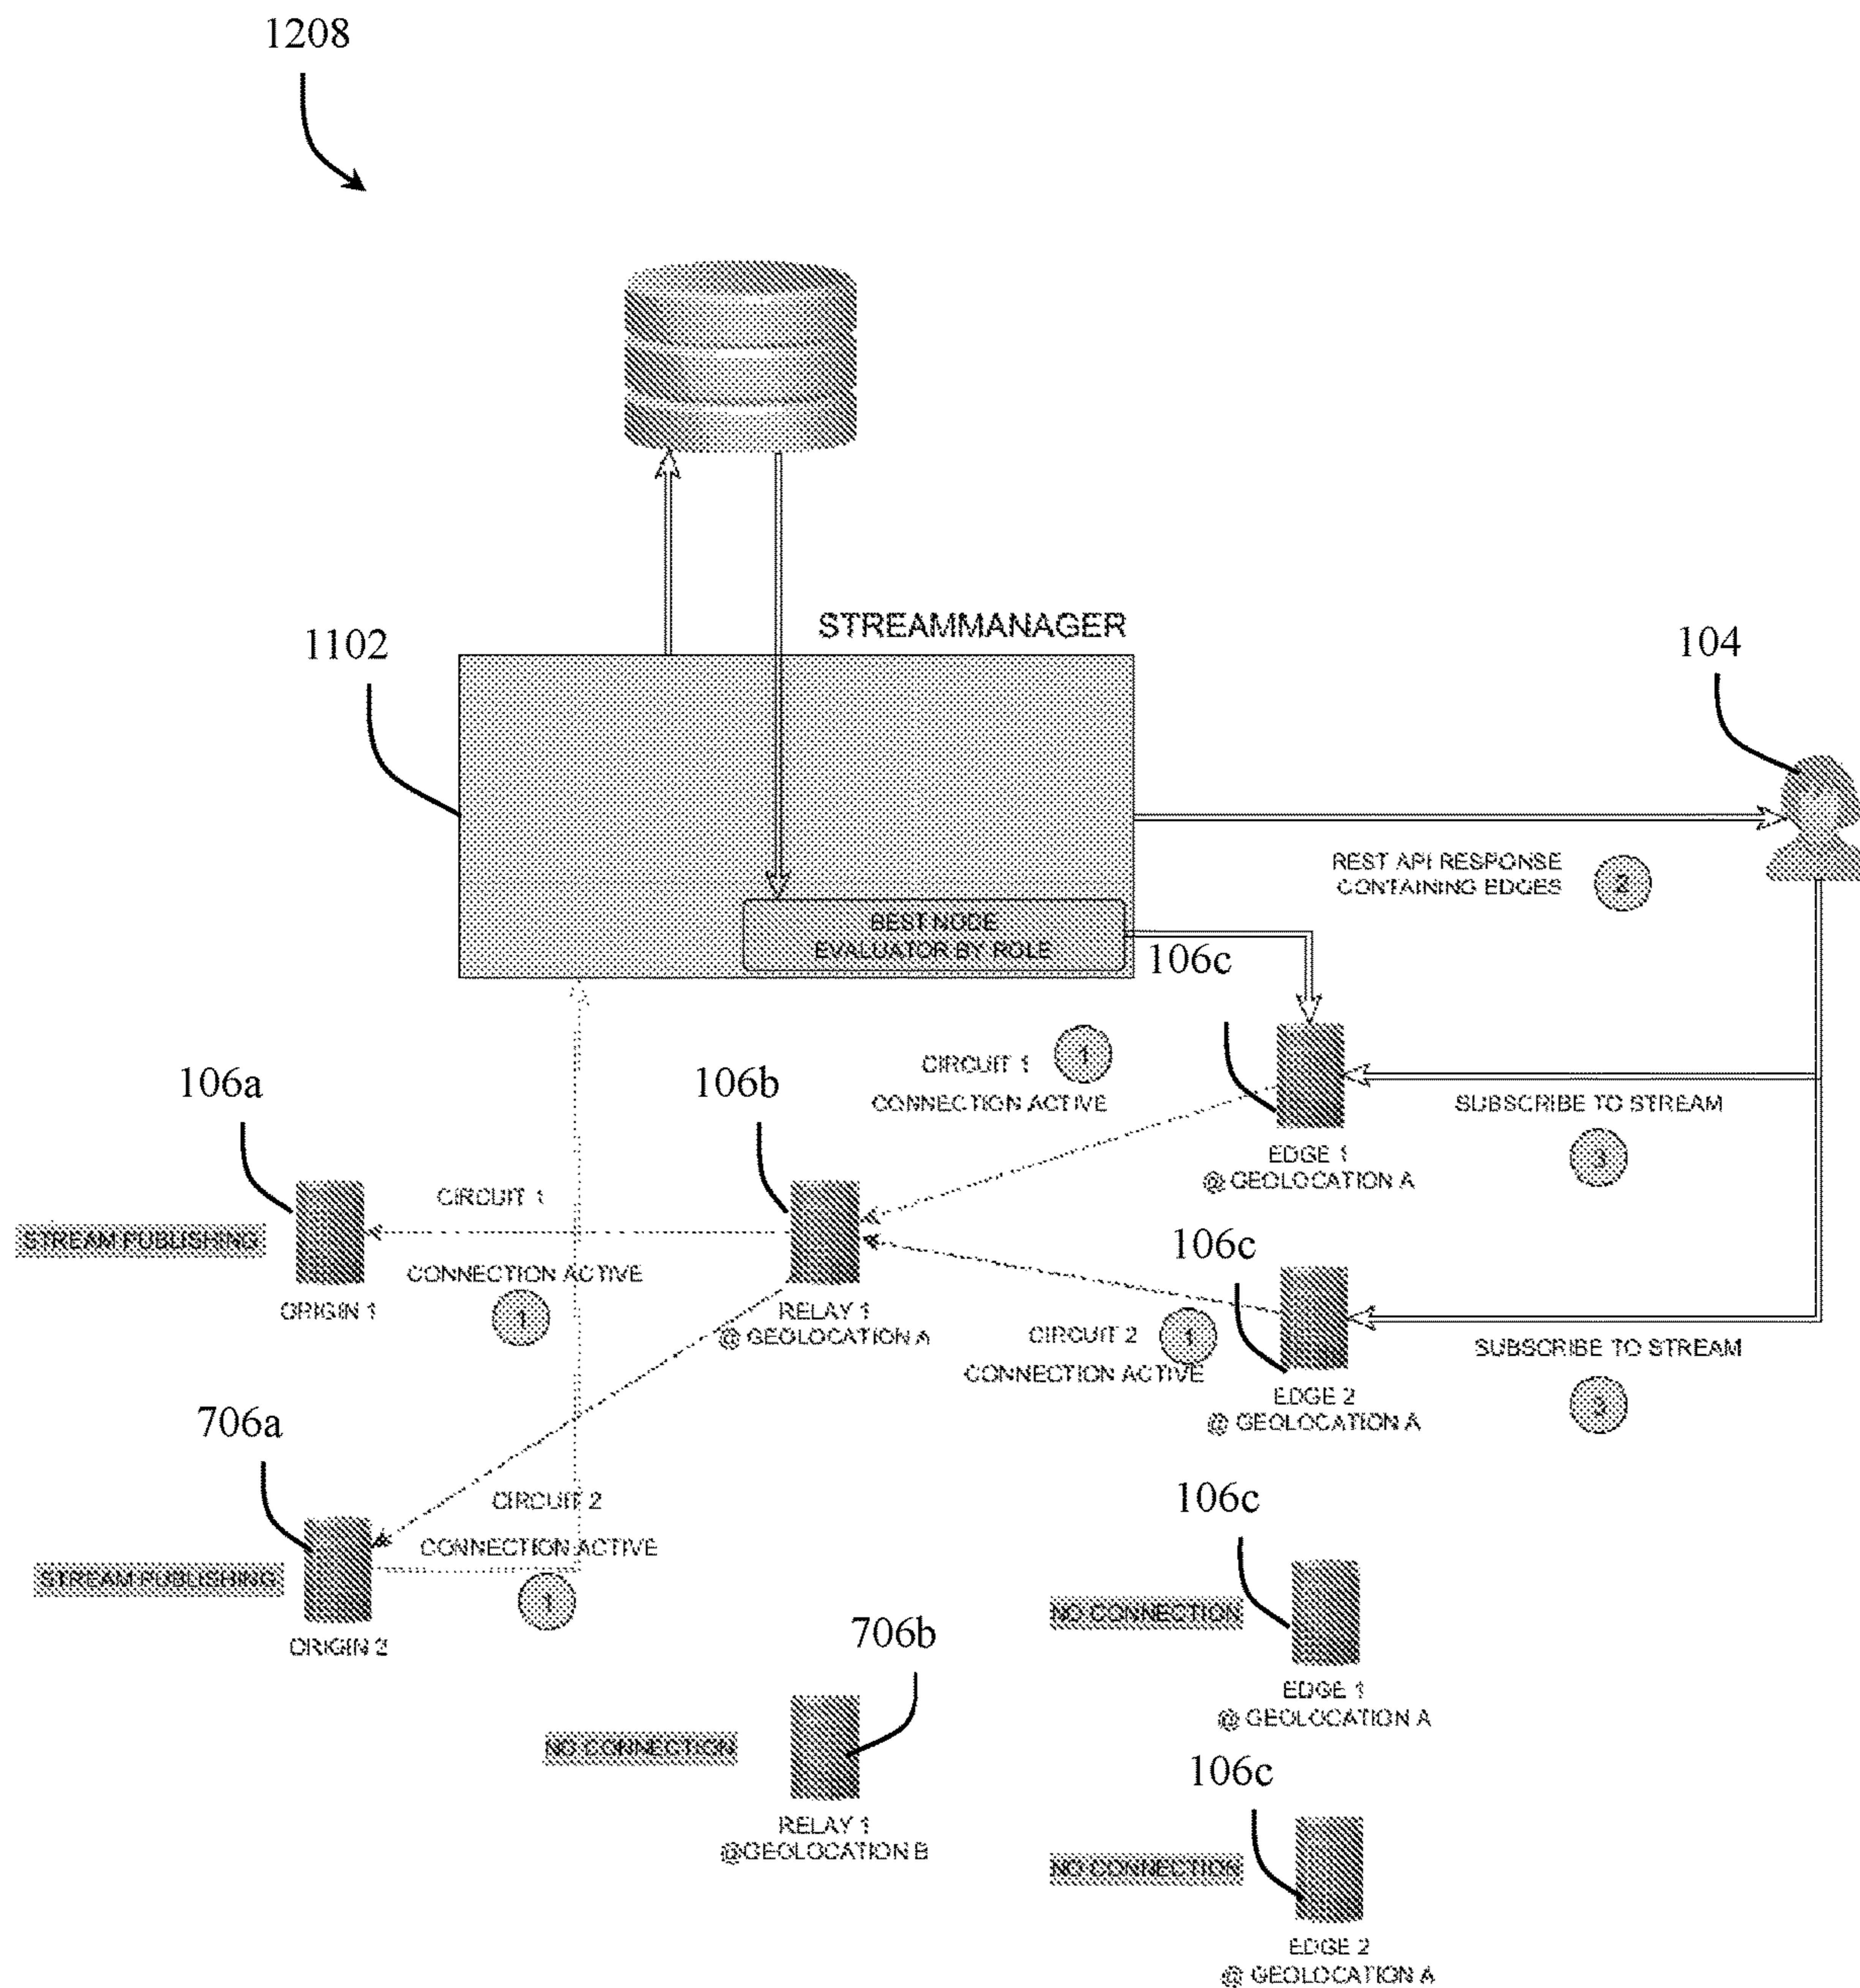 1208
STREAMMANAGER
1102
104
REST API RESPONSE
CONTAINING EDGES
2
BEST NODE
EVALUATOR BY ROLE
106c
CIRCUIT 1
1
CONNECTION ACTIVE
106a
106b
SUBSCRIBE TO STREAM
3
EDGE 1
@ GEOLOCATION A
CIRCUIT 1
STREAM PUBLISHING
CONNECTION ACTIVE
1
ORIGIN 1
RELAY 1
@ GEOLOCATION A
106c
CIRCUIT 2
1
CONNECTION ACTIVE
SUBSCRIBE TO STREAM
3
EDGE 2
@ GEOLOCATION A
706a
CIRCUIT 2
CONNECTION ACTIVE
1
STREAM PUBLISHING
ORIGIN 2
106c
NO CONNECTION
EDGE 1
@ GEOLOCATION A
706b
NO CONNECTION
RELAY 1
@GEOLOCATION B
106c
NO CONNECTION
EDGE 2
@ GEOLOCATION A